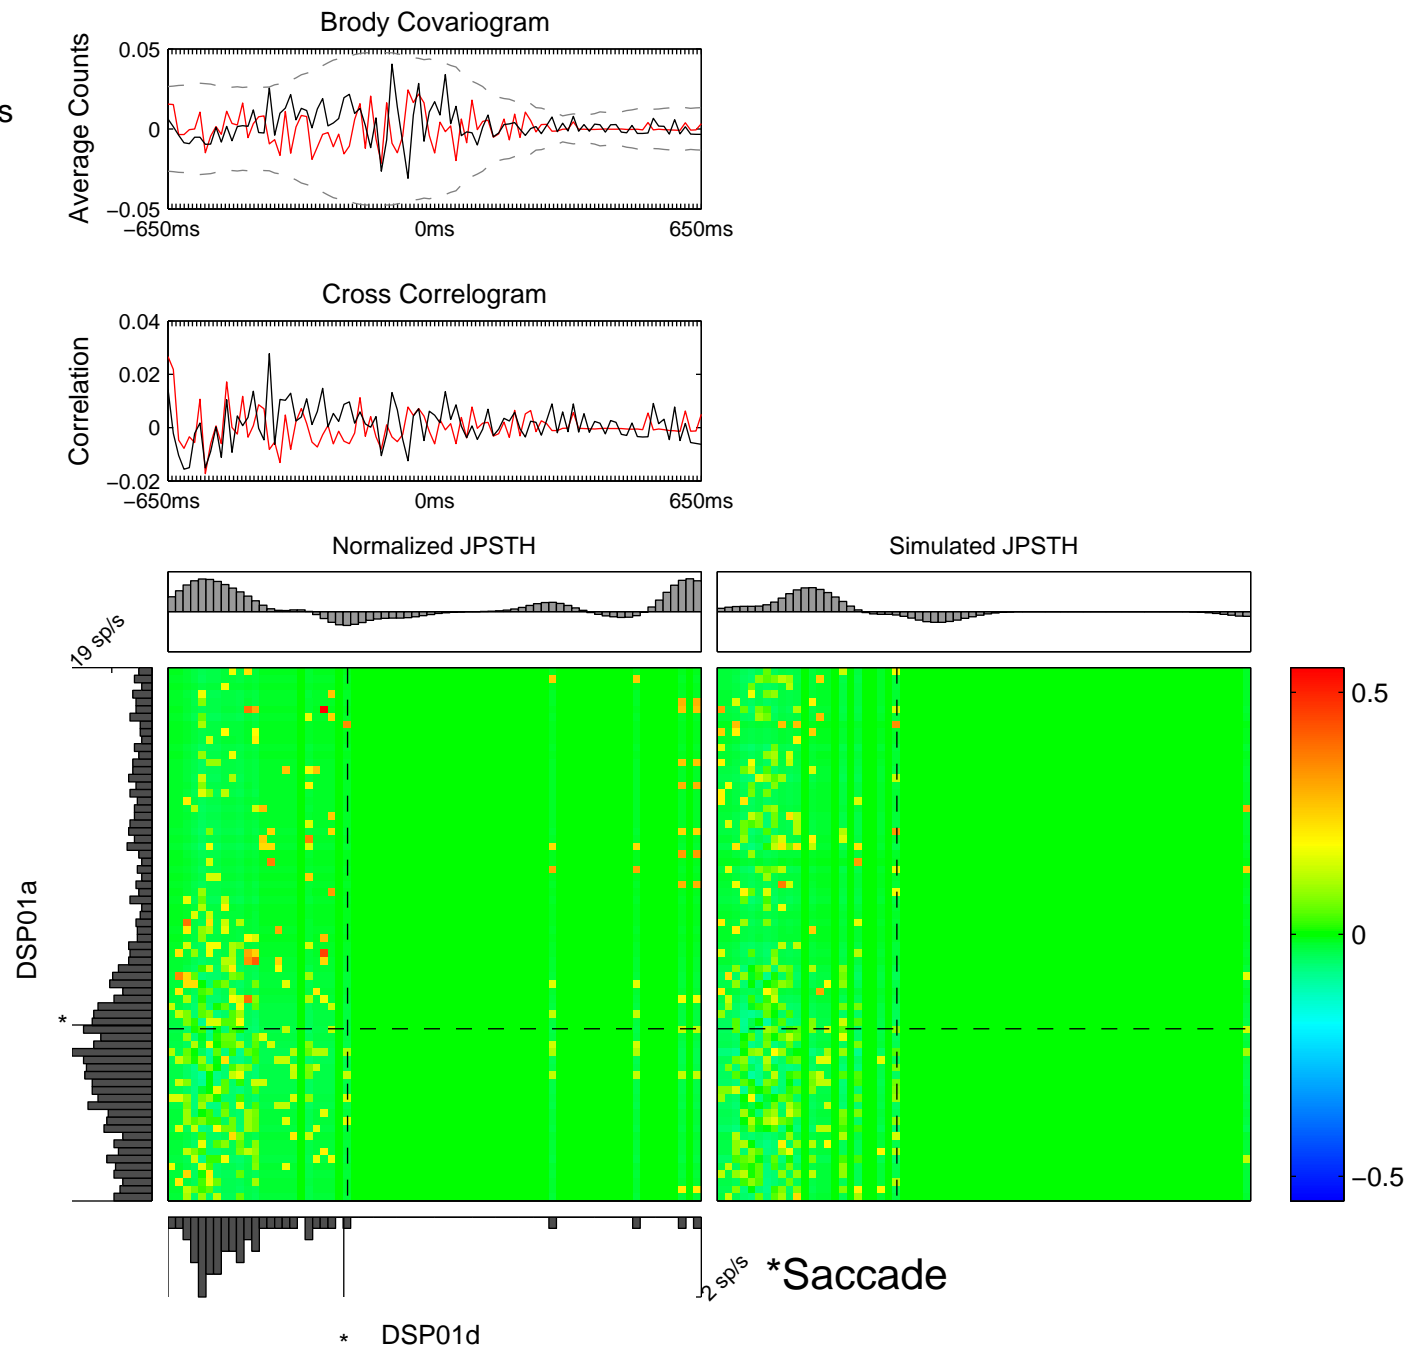 Brody Covariogram
s
Average Counts
0.05
0
−0.05
−650ms 0ms 650ms
Cross Correlogram
Correlation
0.04
0.02
0
−0.02
−650ms 0ms 650ms
Normalized JPSTH Simulated JPSTH
19 sp/s
DSP01a
*
0.5
0
−0.5
2 sp/s
*Saccade
* DSP01d